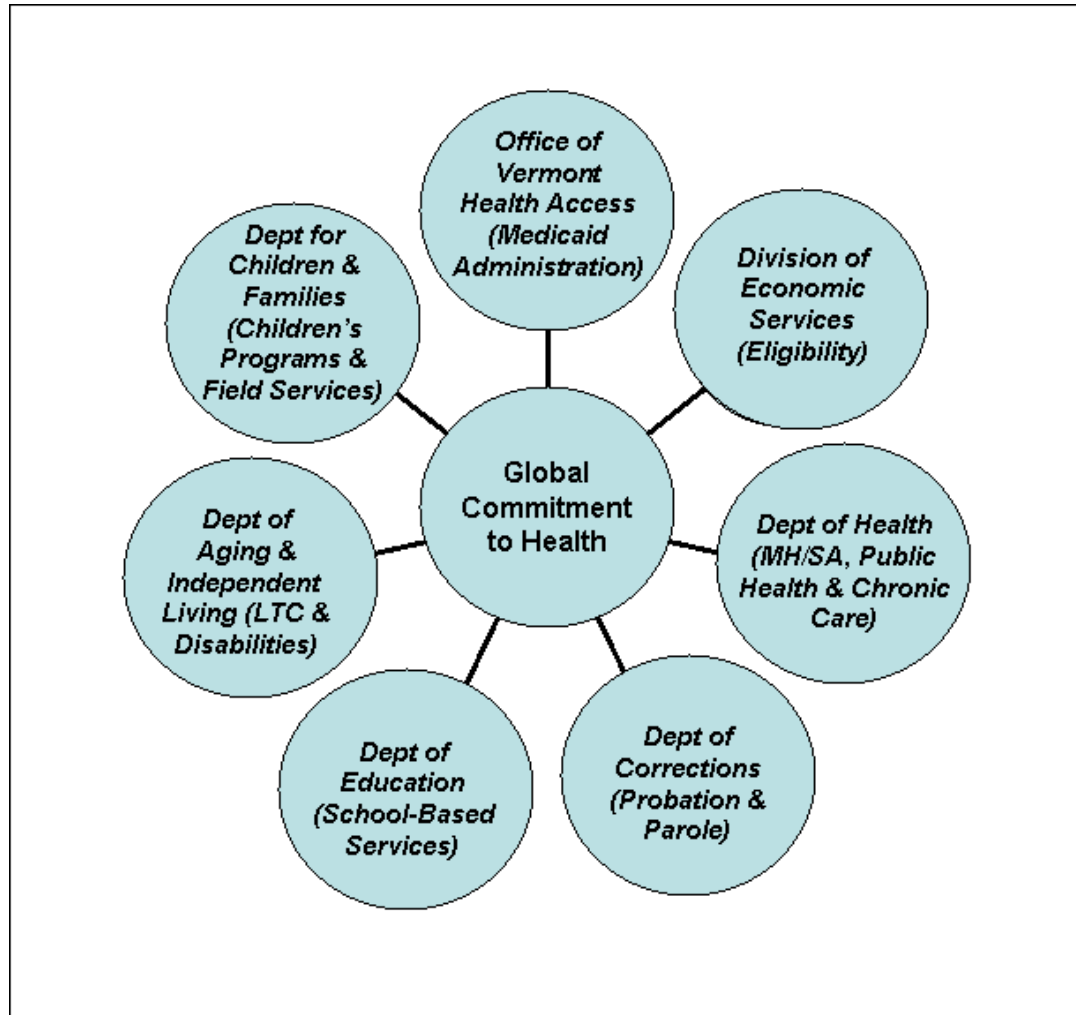 Office of
Vermont
Health Access
(Medicaid
Administration)
Division of
Economic
Services
(Eligibility)
Dept of Health
(MH/SA, Public
Health & Chronic
Care)
Dept of
Corrections
(Probation &
Parole)
Dept of
Education
(School-Based
Services)
Dept of
Aging &
Independent
Living (LTC &
Disabilities)
Dept for
Children &
Families
(Children's
Programs &
Field Services)
Global
Commitment
to Health